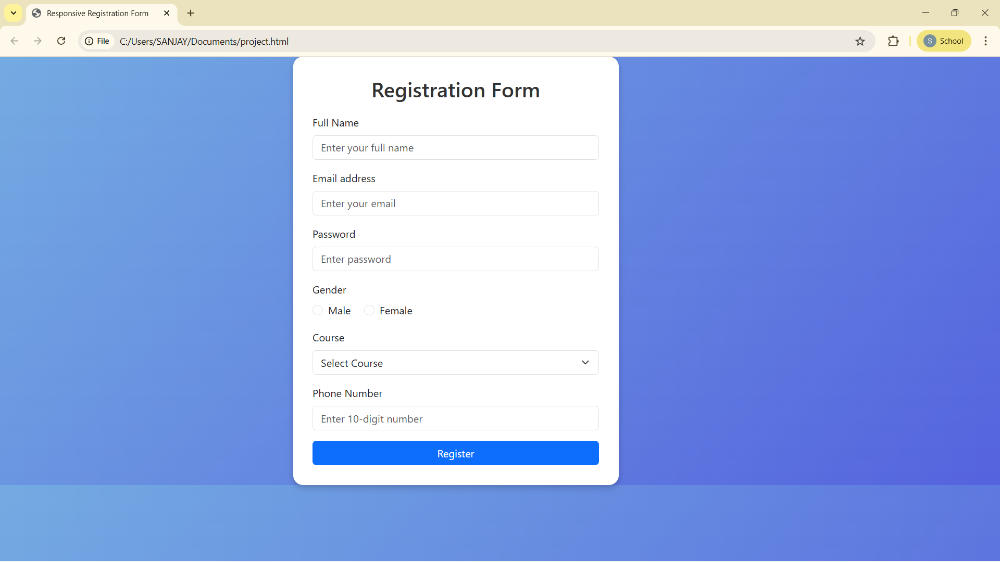 Responsive Registration Form
File
C:/Users/SANJAY/Documents/project.html
S
School
Registration Form
Full Name
Enter your full name
Email address
Enter your email
Password
Enter password
Gender
Male
Female
Course
Select Course
Phone Number
Enter 10-digit number
Register